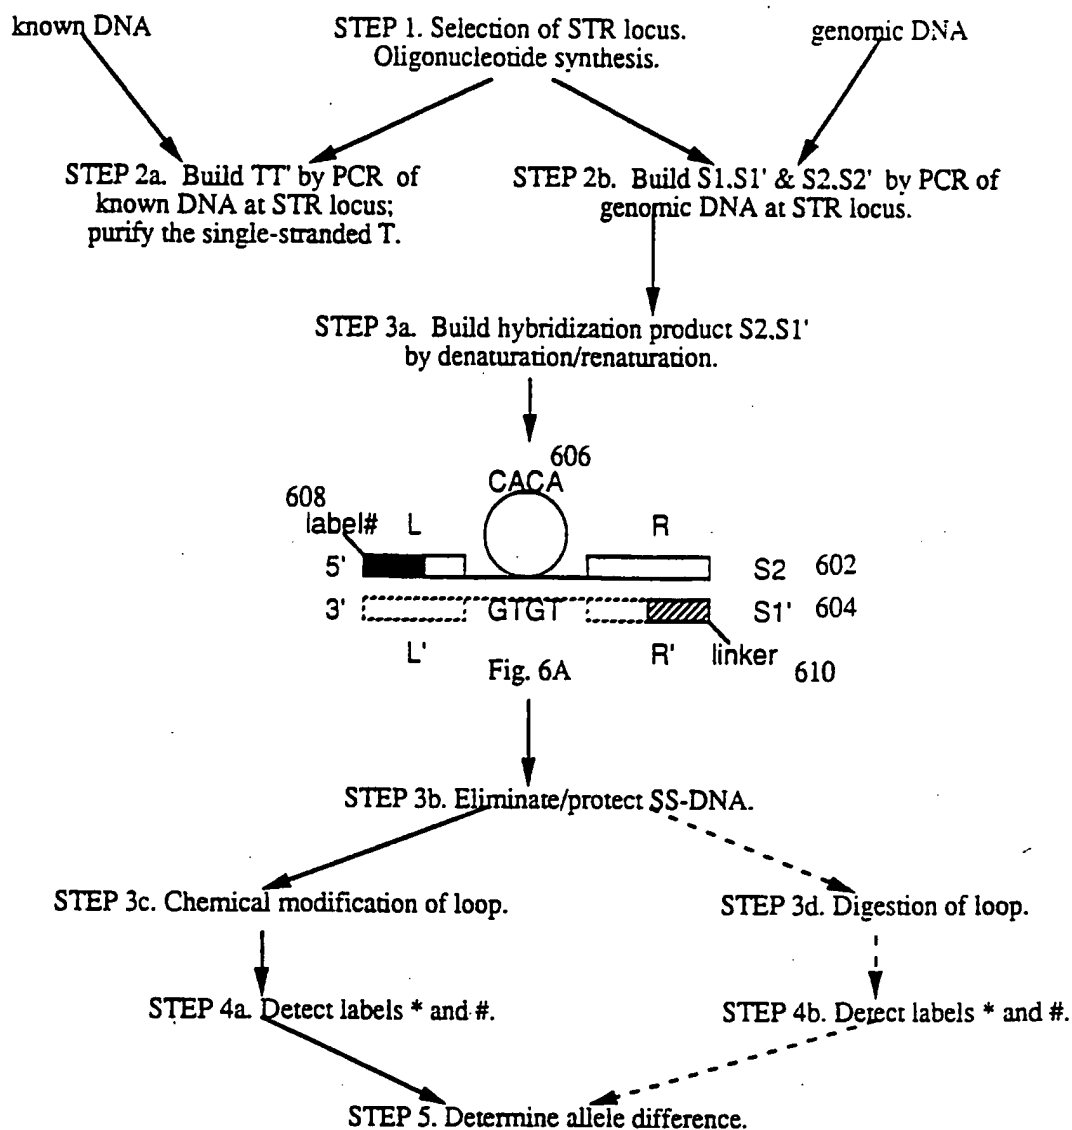 known DNA
STEP 1. Selection of STR locus.
Oligonucleotide synthesis.
genomic DNA
STEP 2a. Build TT' by PCR of
known DNA at STR locus;
purify the single-stranded T.
STEP 2b. Build S1.S1' & S2.S2' by PCR of
genomic DNA at STR locus.
STEP 3a. Build hybridization product S2.S1'
by denaturation/renaturation.
606
CACA
608
label#
L
R
5'
S2
602
3'
GTGT
S1'
604
L'
R'
linker
610
Fig. 6A
STEP 3b. Eliminate/protect SS-DNA.
STEP 3c. Chemical modification of loop.
STEP 3d. Digestion of loop.
STEP 4a. Detect labels * and #.
STEP 4b. Detect labels * and #.
STEP 5. Determine allele difference.